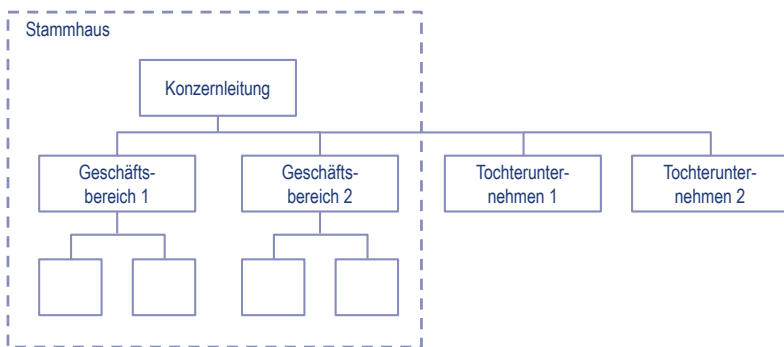 Stammhaus
Konzernleitung
Geschäfts-
bereich 1
Geschäfts-
bereich 2
Tochterunter-
nehmen 1
Tochterunter-
nehmen 2